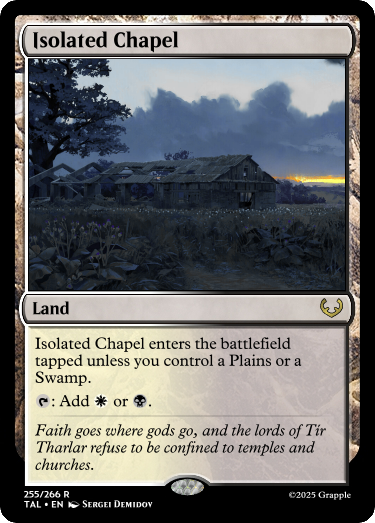 Isolated Chapel
Land
Isolated Chapel enters the battlefield
tapped unless you control a Plains or a
Swamp.
: Add or .
Faith goes where gods go, and the lords of Tír
Tharlar refuse to be confined to temples and
churches.
255/266 R
TAL • EN Sergei Demidov
©2025 Grapple